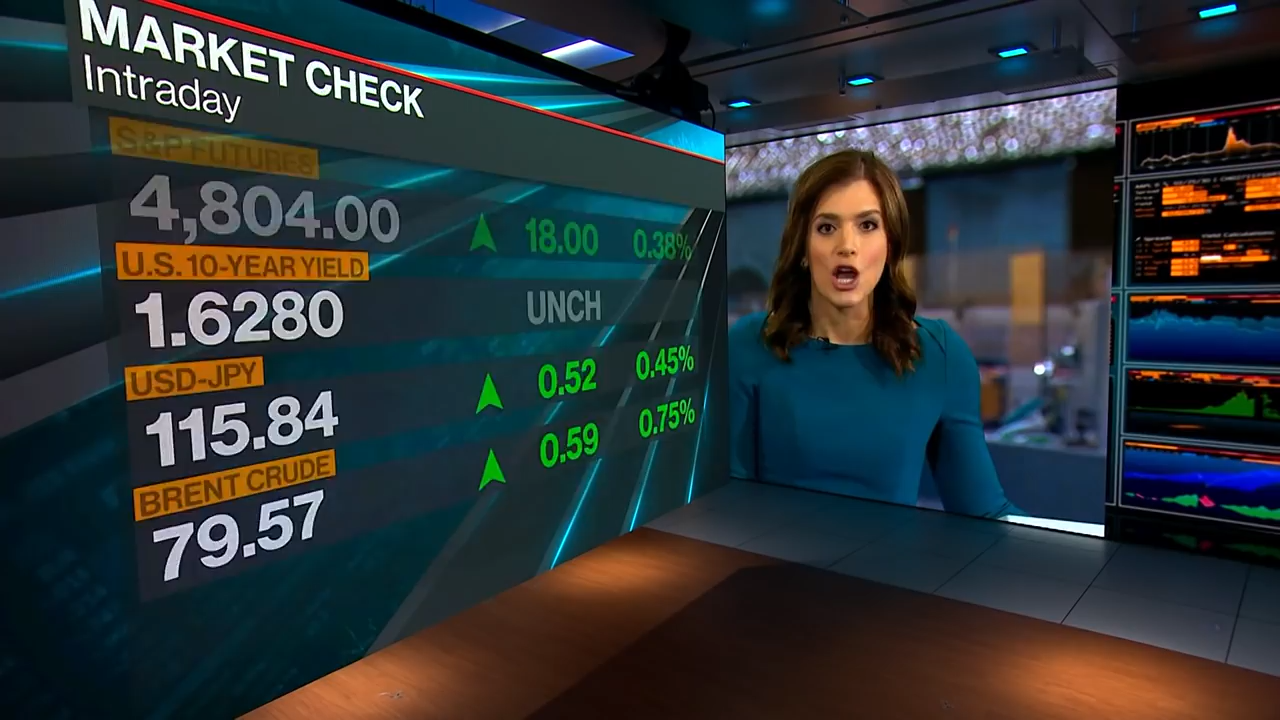 MARKET CHECK
Intraday
S&P FUTURES
4,804.00 18.00 0.38%
U.S. 10-YEAR YIELD
1.6280 UNCH
USD-JPY
115.84 0.52 0.45%
BRENT CRUDE
79.57 0.59 0.75%